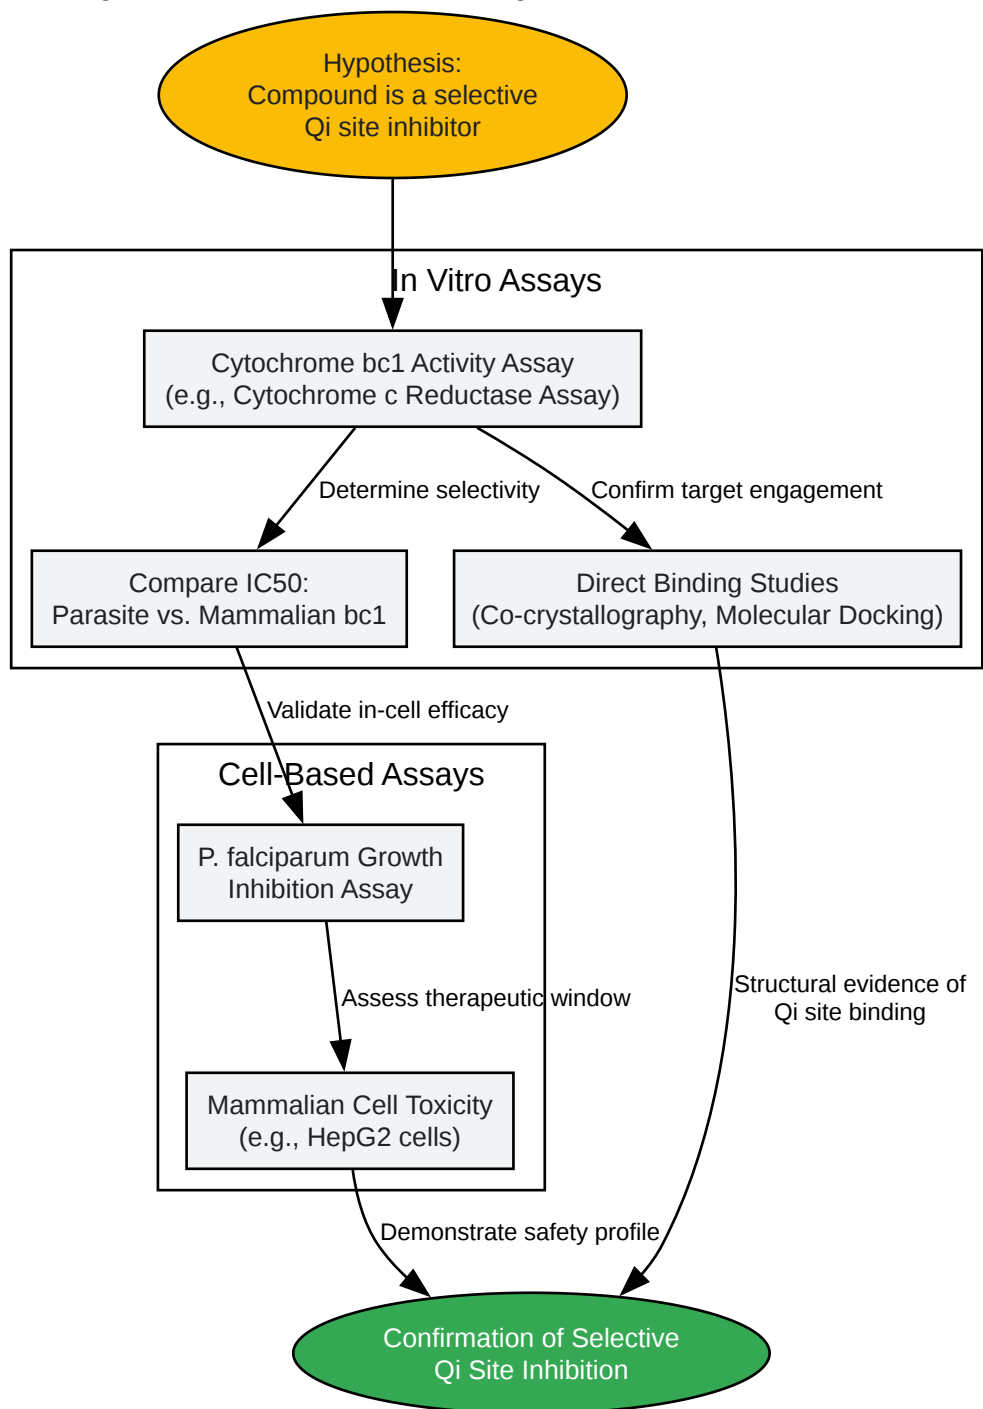 Hypothesis:
Compound is a selective
Qi site inhibitor
In Vitro Assays
Cytochrome bc1 Activity Assay
(e.g., Cytochrome c Reductase Assay)
Determine selectivity
Confirm target engagement
Compare IC50:
Parasite vs. Mammalian bc1
Direct Binding Studies
(Co-crystallography, Molecular Docking)
Validate in-cell efficacy
Cell-Based Assays
P. falciparum Growth
Inhibition Assay
Assess therapeutic window
Structural evidence of
Qi site binding
Mammalian Cell Toxicity
(e.g., HepG2 cells)
Demonstrate safety profile
Confirmation of Selective
Qi Site Inhibition